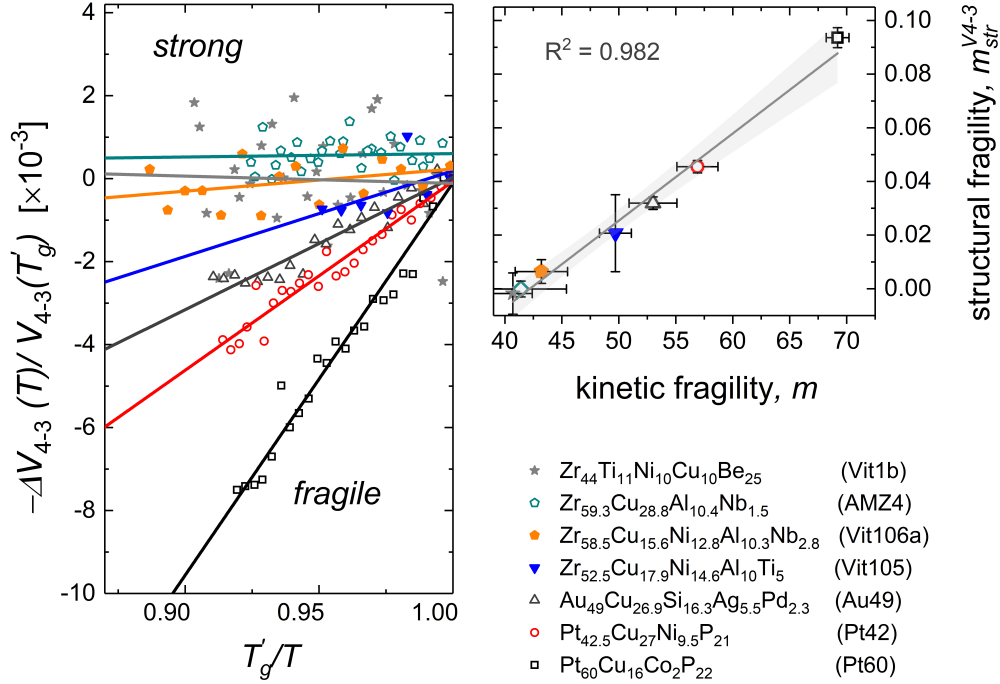 strong
fragile
4
2
0
-2
-4
-6
-8
-10
0.90
0.95
1.00
−ΔV₄₋₃ (T)/ V₄₋₃(T'g) [×10⁻³]
T'g/T
R² = 0.982
0.10
0.08
0.06
0.04
0.02
0.00
structural fragility, m str V4-3
40 45 50 55 60 65 70 75
kinetic fragility, m
Zr₄₄Ti₁₁Ni₁₀Cu₁₀Be₂₅ (Vit1b)
Zr₅₉.₃Cu₂₈.₈Al₁₀.₄Nb₁.₅ (AMZ4)
Zr₅₈.₅Cu₁₅.₆Ni₁₂.₈Al₁₀.₃Nb₂.₈ (Vit106a)
Zr₅₂.₅Cu₁₇.₉Ni₁₄.₆Al₁₀Ti₅ (Vit105)
Au₄₉Cu₂₆.₉Si₁₆.₃Ag₅.₅Pd₂.₃ (Au49)
Pt₄₂.₅Cu₂₇Ni₉.₅P₂₁ (Pt42)
Pt₆₀Cu₁₆Co₂P₂₂ (Pt60)